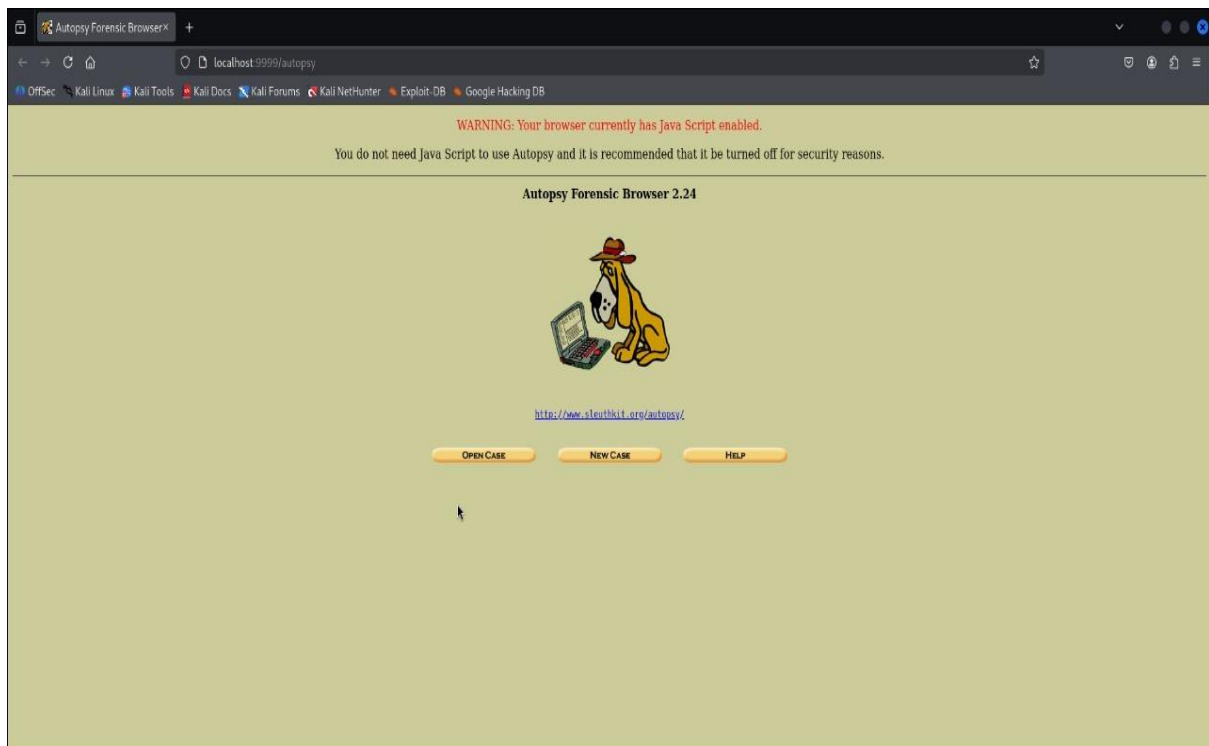 Autopsy Forensic Browser×
localhost:9999/autopsy
OffSec Kali Linux Kali Tools Kali Docs Kali Forums Kali NetHunter Exploit-DB Google Hacking DB
WARNING: Your browser currently has Java Script enabled.
You do not need Java Script to use Autopsy and it is recommended that it be turned off for security reasons.
Autopsy Forensic Browser 2.24
http://www.sleuthkit.org/autopsy/
OPEN CASE NEW CASE HELP